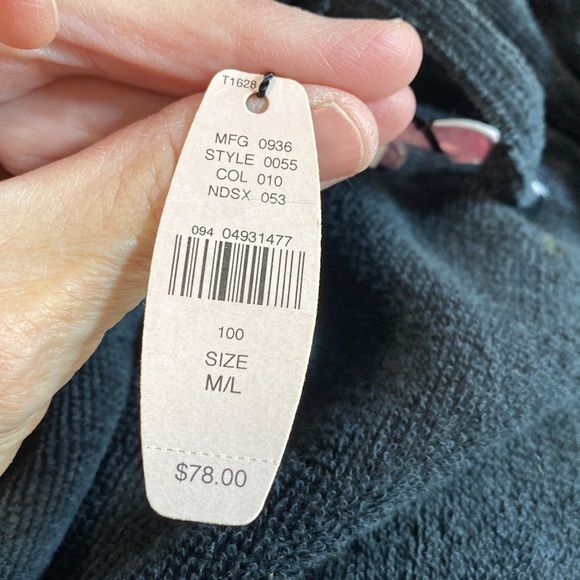 T1628
MFG 0936
STYLE 0055
COL 010
NDSX 053
094 04931477
100
SIZE
M/L
$78.00